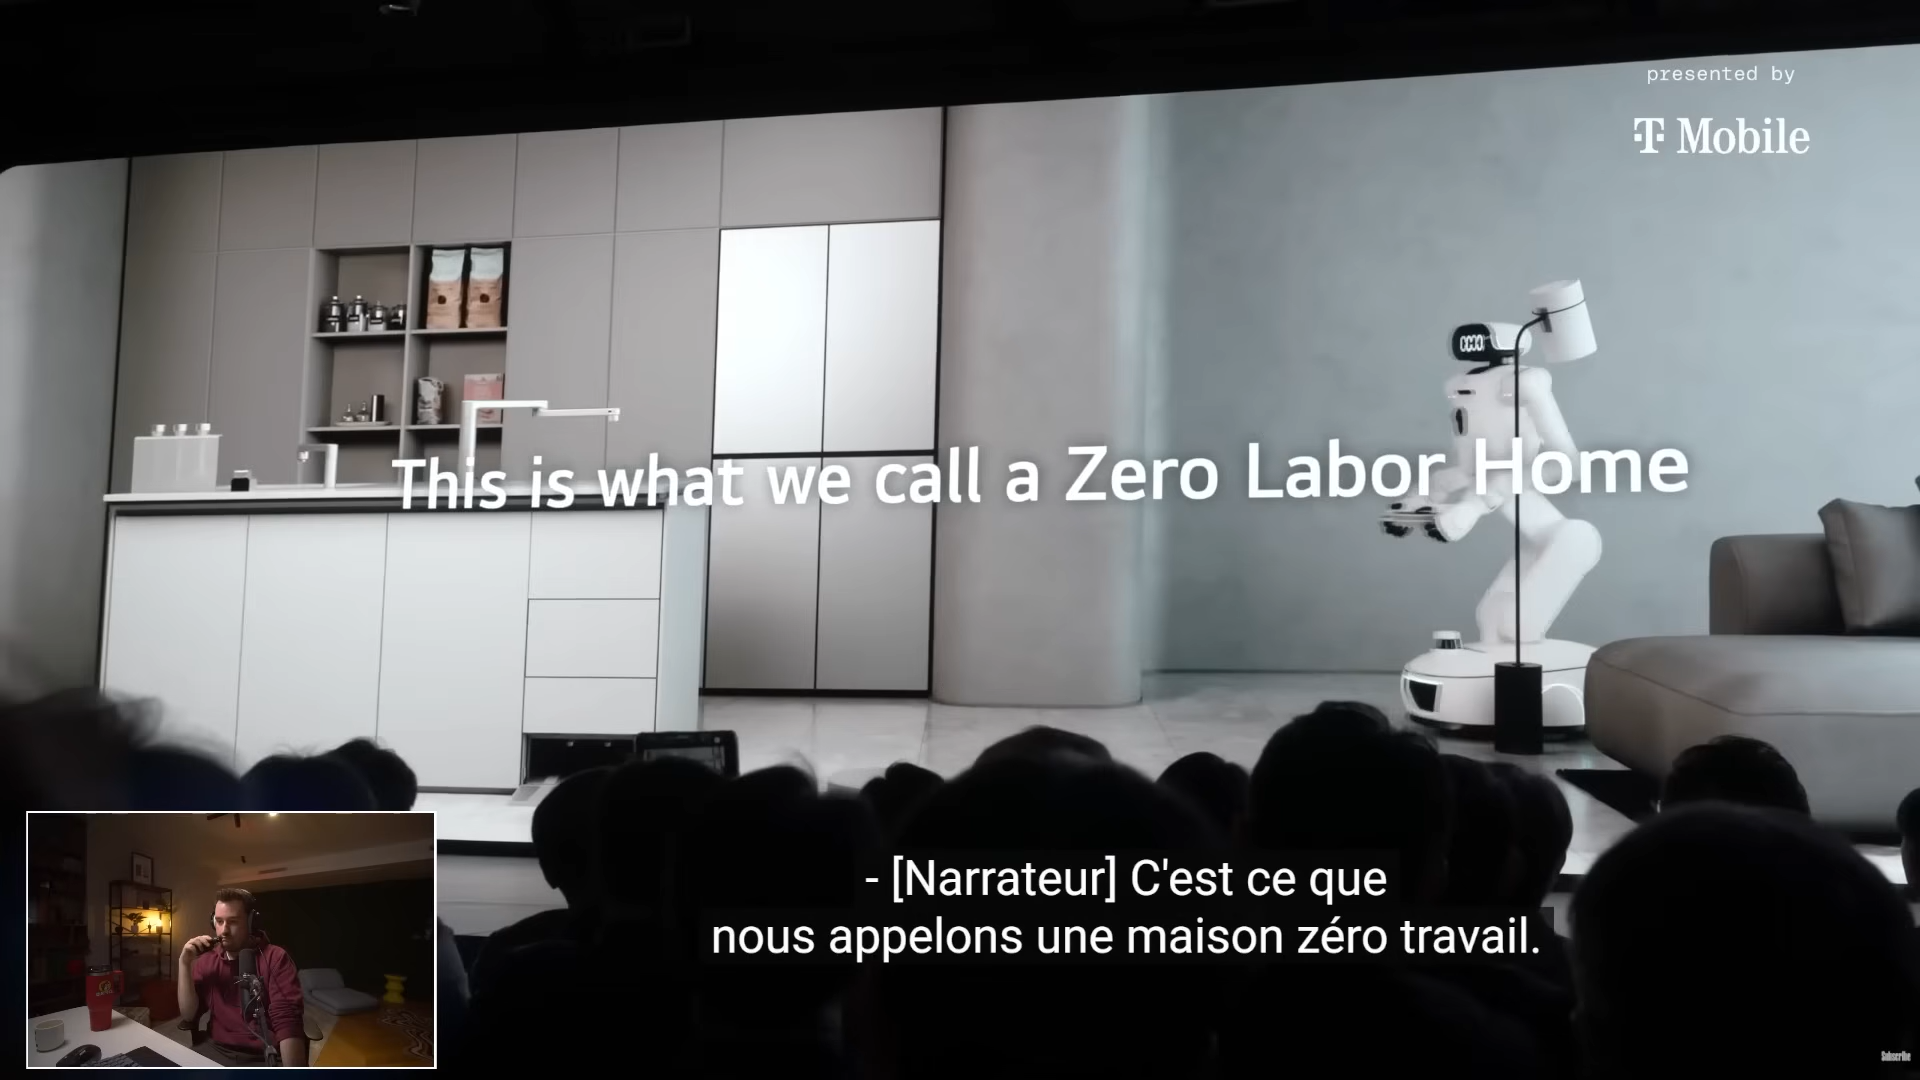 presented by
T Mobile
This is what we call a Zero Labor Home
- [Narrateur] C'est ce que
nous appelons une maison zéro travail.
Subscribe